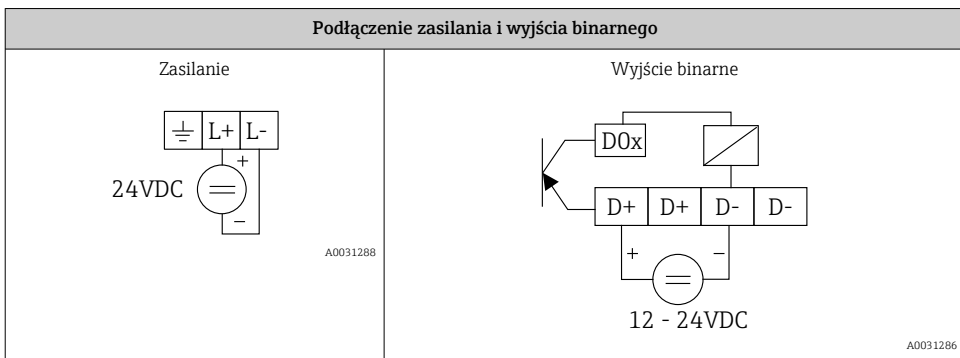 Podłączenie zasilania i wyjścia binarnego
Zasilanie
L+ L-
+
24VDC
−
A0031288
Wyjście binarne
D0x
D+ D+ D- D-
+ −
12 - 24VDC
A0031286